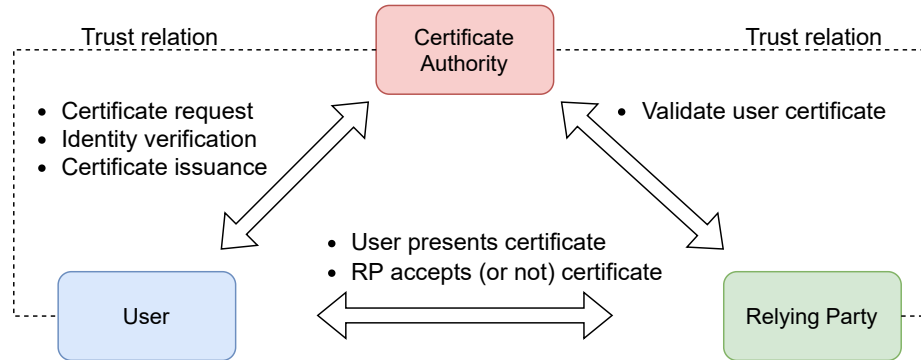 Trust relation
Certificate
Authority
Trust relation
• Certificate request
• Identity verification
• Certificate issuance
• Validate user certificate
• User presents certificate
• RP accepts (or not) certificate
User
Relying Party